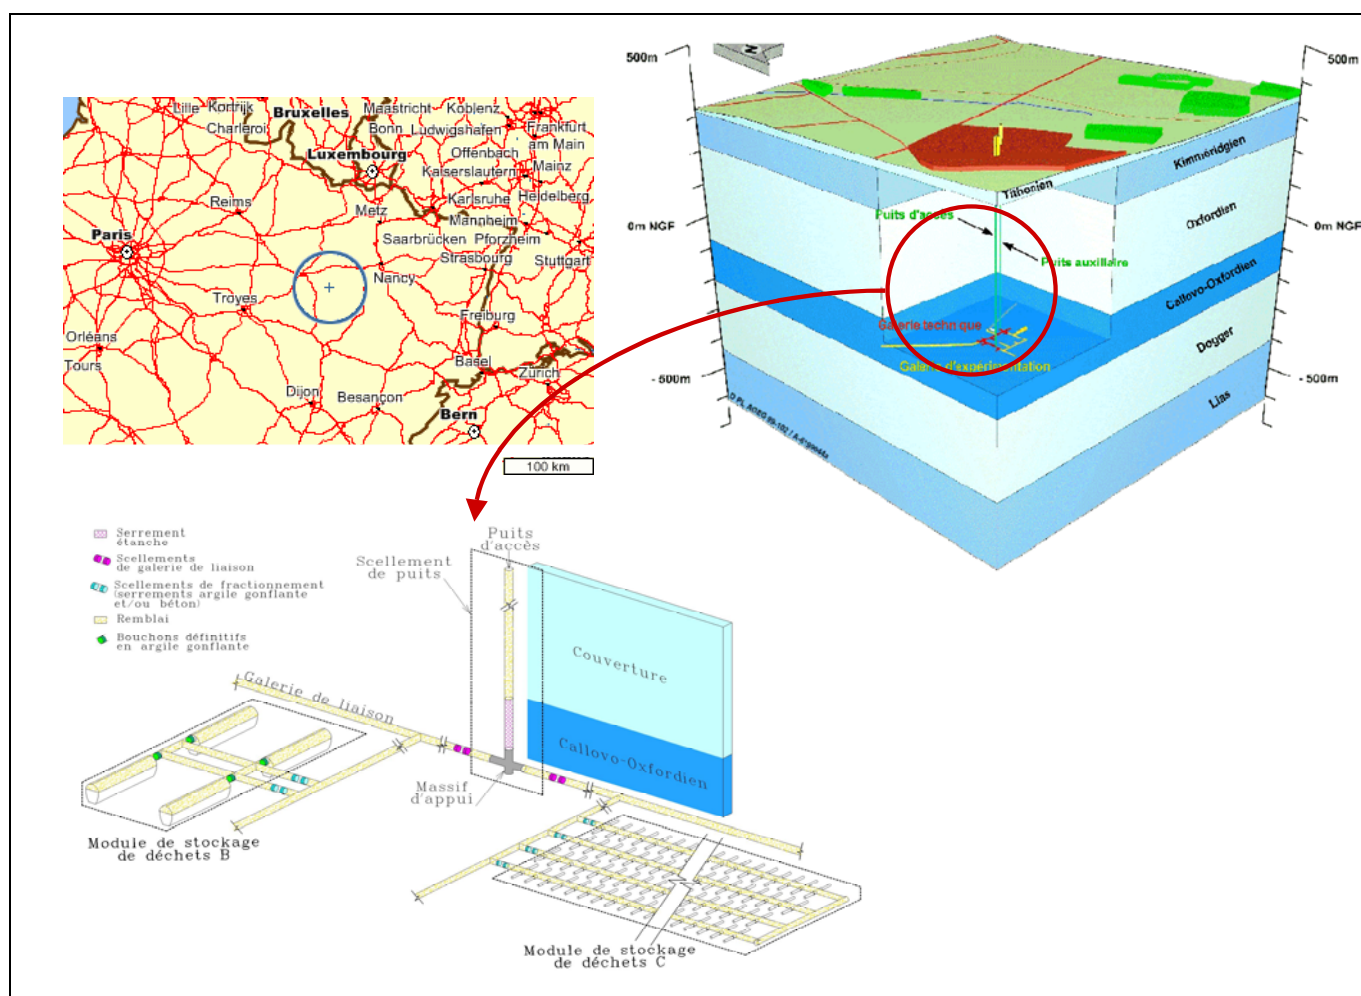 Lille
Kortrijk
Bruxelles
Maastricht
Koblenz
Charleroi
Bonn
Ludwigshafen
Frankfurt
am Main
Luxembourg
Offenbach
Mainz
Kaiserslautern
Reims
Karlsruhe
Heidelberg
Metz
Mannheim
Paris
Saarbrücken
Pforzheim
Strasbourg
Stuttgart
Nancy
Troyes
Freiburg
Orléans
Tours
Basel
Zürich
Dijon
Besançon
Bern
100 km
N
500m
500m
Kimméridgien
Tithonien
Puits d'accès
Oxfordien
0m NGF
0m NGF
Puits auxiliaire
Callovo-Oxfordien
Galerie technique
Dogger
Galerie d'expérimentation
- 500m
- 500m
Lias
Serrement
étanche
Scellements
de galerie de liaison
Scellements de fractionnement
(serrements argile gonflante
et/ou béton)
Remblai
Bouchons définitifs
en argile gonflante
Puits
d'accès
Scellement
de puits
Couverture
Galerie de liaison
Callovo-Oxfordien
Massif
d'appui
Module de stockage
de déchets B
Module de stockage
de déchets C